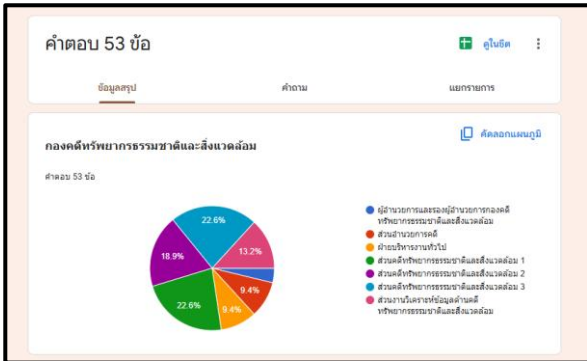 คำตอบ 53 ข้อ
ดูในชีต
ข้อมูลสรุป
คำถาม
แยกรายการ
กองคดีทรัพยากรธรรมชาติและสิ่งแวดล้อม
คัดลอกแผนภูมิ
คำตอบ 53 ข้อ
22.6%
13.2%
9.4%
9.4%
22.6%
18.9%
ผู้อำนวยการและรองผู้อำนวยการกองคดี
ทรัพยากรธรรมชาติและสิ่งแวดล้อม
ส่วนอำนวยการคดี
ฝ่ายบริหารงานทั่วไป
ส่วนคดีทรัพยากรธรรมชาติและสิ่งแวดล้อม 1
ส่วนคดีทรัพยากรธรรมชาติและสิ่งแวดล้อม 2
ส่วนคดีทรัพยากรธรรมชาติและสิ่งแวดล้อม 3
ส่วนงานวิเคราะห์ข้อมูลด้านคดี
ทรัพยากรธรรมชาติและสิ่งแวดล้อม